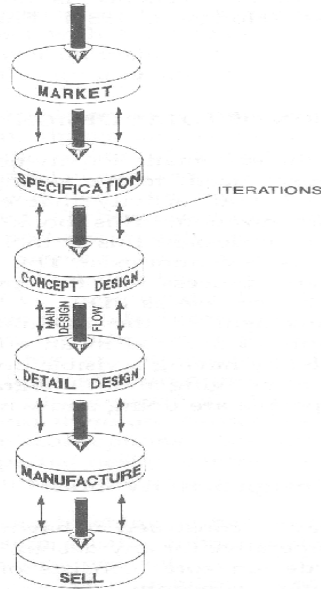 MARKET
SPECIFICATION
ITERATIONS
CONCEPT DESIGN
MAIN
DESIGN
FLOW
DETAIL DESIGN
MANUFACTURE
SELL